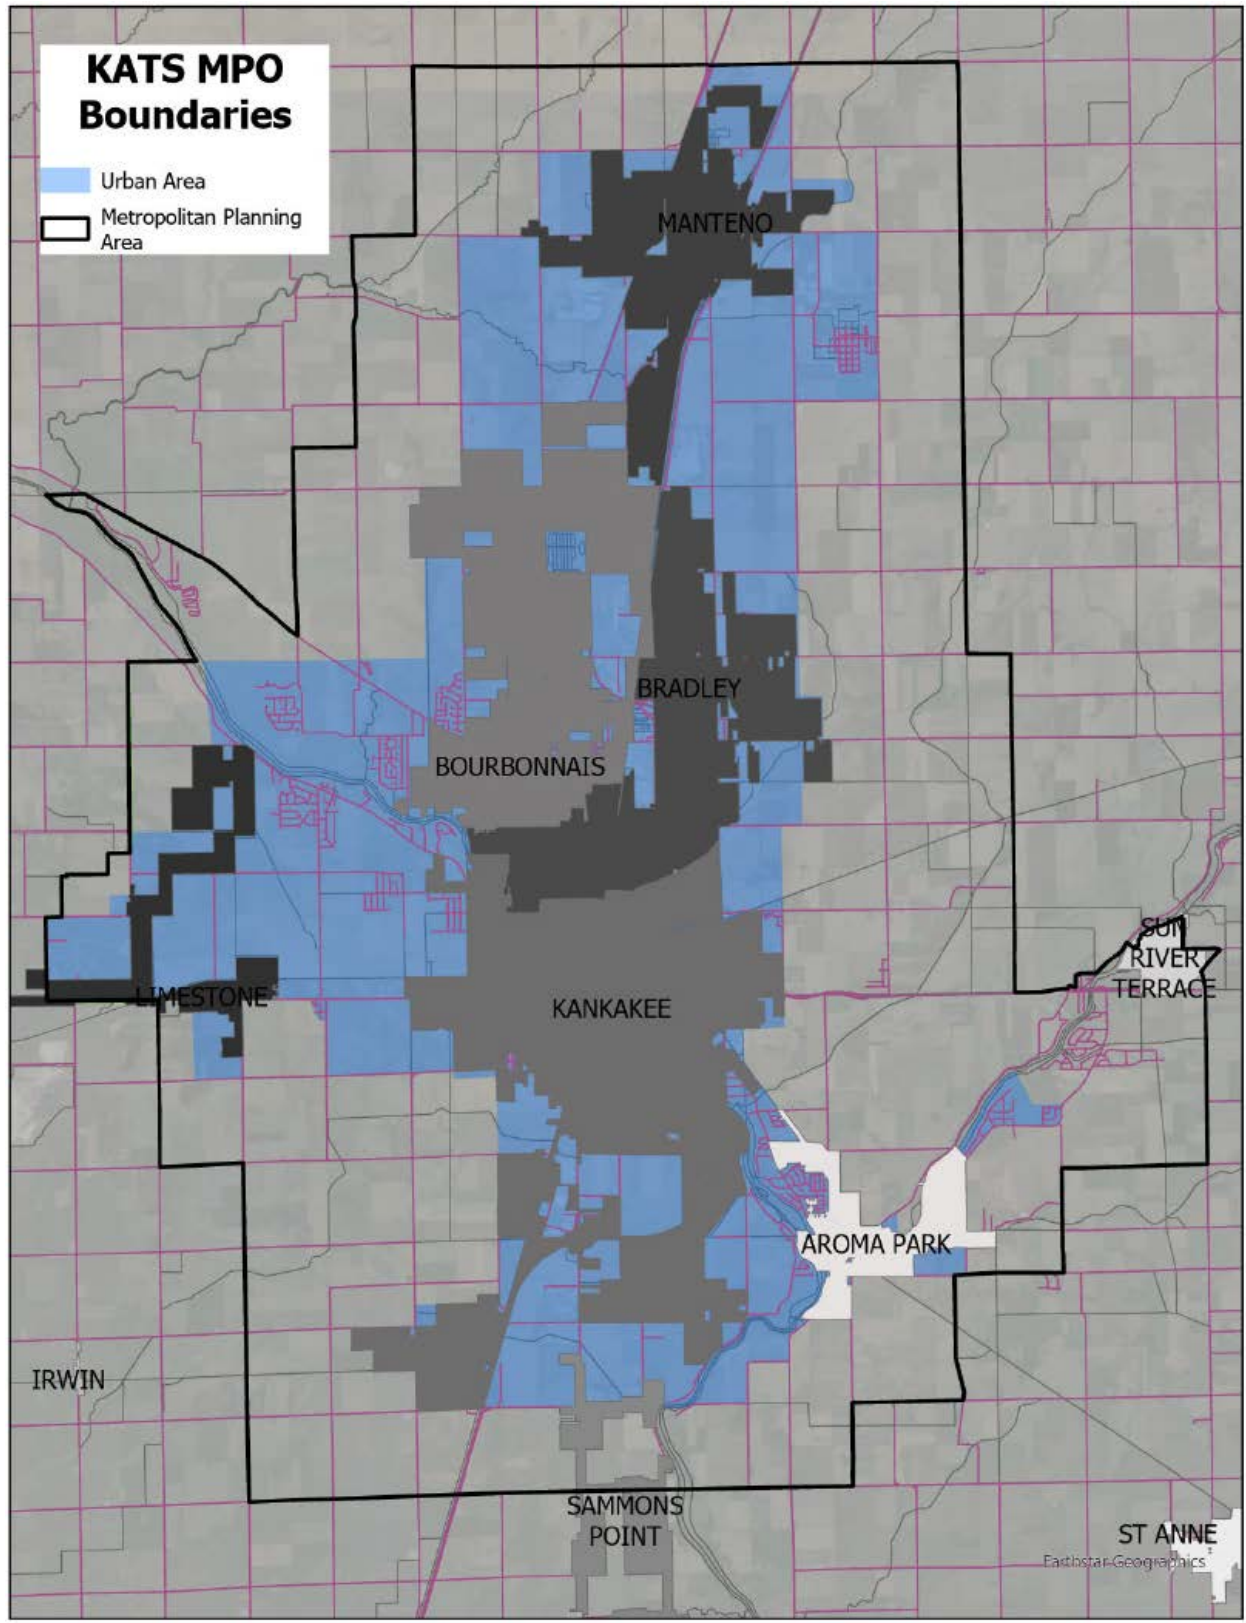 KATS MPO
Boundaries
Urban Area
Metropolitan Planning
Area
MANTENO
BRADLEY
BOURBONNAIS
SUN
RIVER
TERRACE
LIMESTONE
KANKAKEE
AROMA PARK
IRWIN
SAMMONS
POINT
ST ANNE
Earthstar Geographics